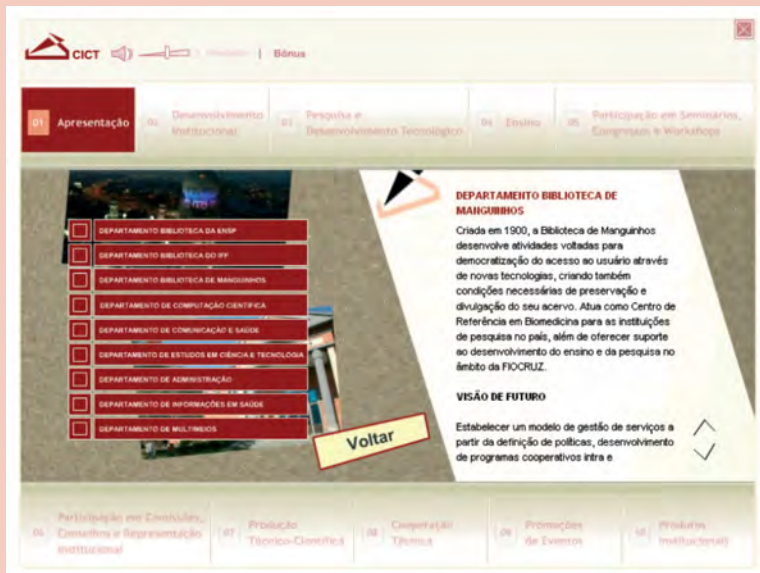 CICT
Bônus
01 Apresentação
02 Desenvolvimento
Institucional
03 Pesquisa e
Desenvolvimento Tecnológico
04 Ensino
05 Participação em Seminários,
Congressos e Workshops
DEPARTAMENTO BIBLIOTECA DA ENSP
DEPARTAMENTO BIBLIOTECA DO IFF
DEPARTAMENTO BIBLIOTECA DE MANGUINHOS
DEPARTAMENTO DE COMPUTAÇÃO CIENTÍFICA
DEPARTAMENTO DE COMUNICAÇÃO E SAÚDE
DEPARTAMENTO DE ESTUDOS EM CIÊNCIA E TECNOLOGIA
DEPARTAMENTO DE ADMINISTRAÇÃO
DEPARTAMENTO DE INFORMAÇÕES EM SAÚDE
DEPARTAMENTO DE MULTIMEIOS
Voltar
DEPARTAMENTO BIBLIOTECA DE
MANGUINHOS
Criada em 1900, a Biblioteca de Manguinhos
desenvolve atividades voltadas para
democratização do acesso ao usuário através
de novas tecnologias, criando também
condições necessárias de preservação e
divulgação do seu acervo. Atua como Centro de
Referência em Biomedicina para as instituições
de pesquisa no país, além de oferecer suporte
ao desenvolvimento do ensino e da pesquisa no
âmbito da FIOCRUZ.
VISÃO DE FUTURO
Estabelecer um modelo de gestão de serviços a
partir da definição de políticas, desenvolvimento
de programas cooperativos intra e
06 Participação em Comissões,
Conselhos e Representação
Institucional
07 Produção
Técnico-Científica
08 Cooperação
Técnica
09 Promoções
de Eventos
10 Produtos
Institucionais